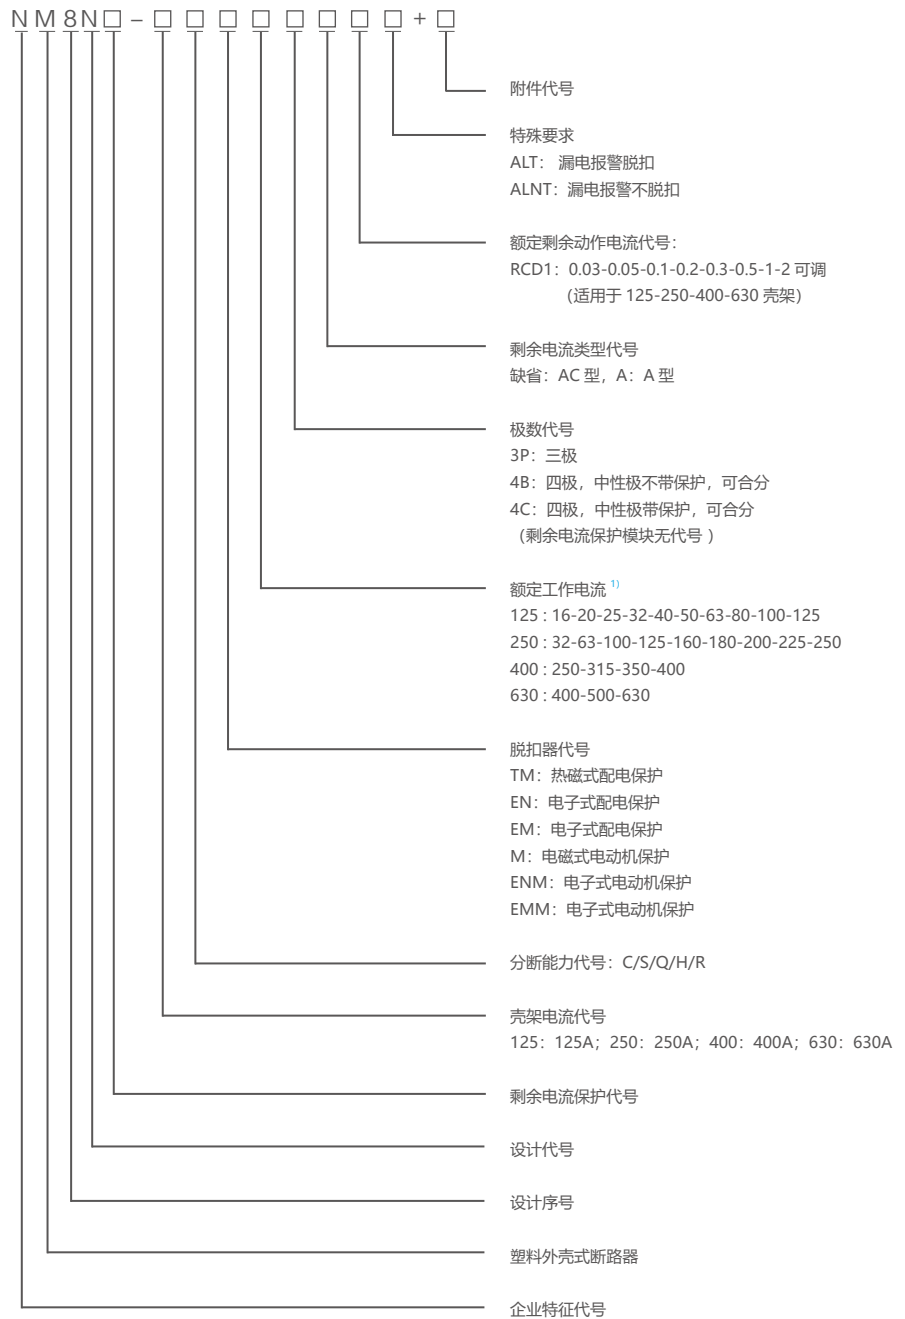 NM8N□-□□□□□□□□+□
附件代号
特殊要求
ALT： 漏电报警脱扣
ALNT：漏电报警不脱扣
额定剩余动作电流代号：
RCD1：0.03-0.05-0.1-0.2-0.3-0.5-1-2 可调
（适用于 125-250-400-630 壳架）
剩余电流类型代号
缺省：AC 型，A：A 型
极数代号
3P：三极
4B：四极，中性极不带保护，可合分
4C：四极，中性极带保护，可合分
（剩余电流保护模块无代号 ）
额定工作电流 1)
125 : 16-20-25-32-40-50-63-80-100-125
250 : 32-63-100-125-160-180-200-225-250
400 : 250-315-350-400
630 : 400-500-630
脱扣器代号
TM：热磁式配电保护
EN：电子式配电保护
EM：电子式配电保护
M：电磁式电动机保护
ENM：电子式电动机保护
EMM：电子式电动机保护
分断能力代号：C/S/Q/H/R
壳架电流代号
125：125A；250：250A；400：400A；630：630A
剩余电流保护代号
设计代号
设计序号
塑料外壳式断路器
企业特征代号